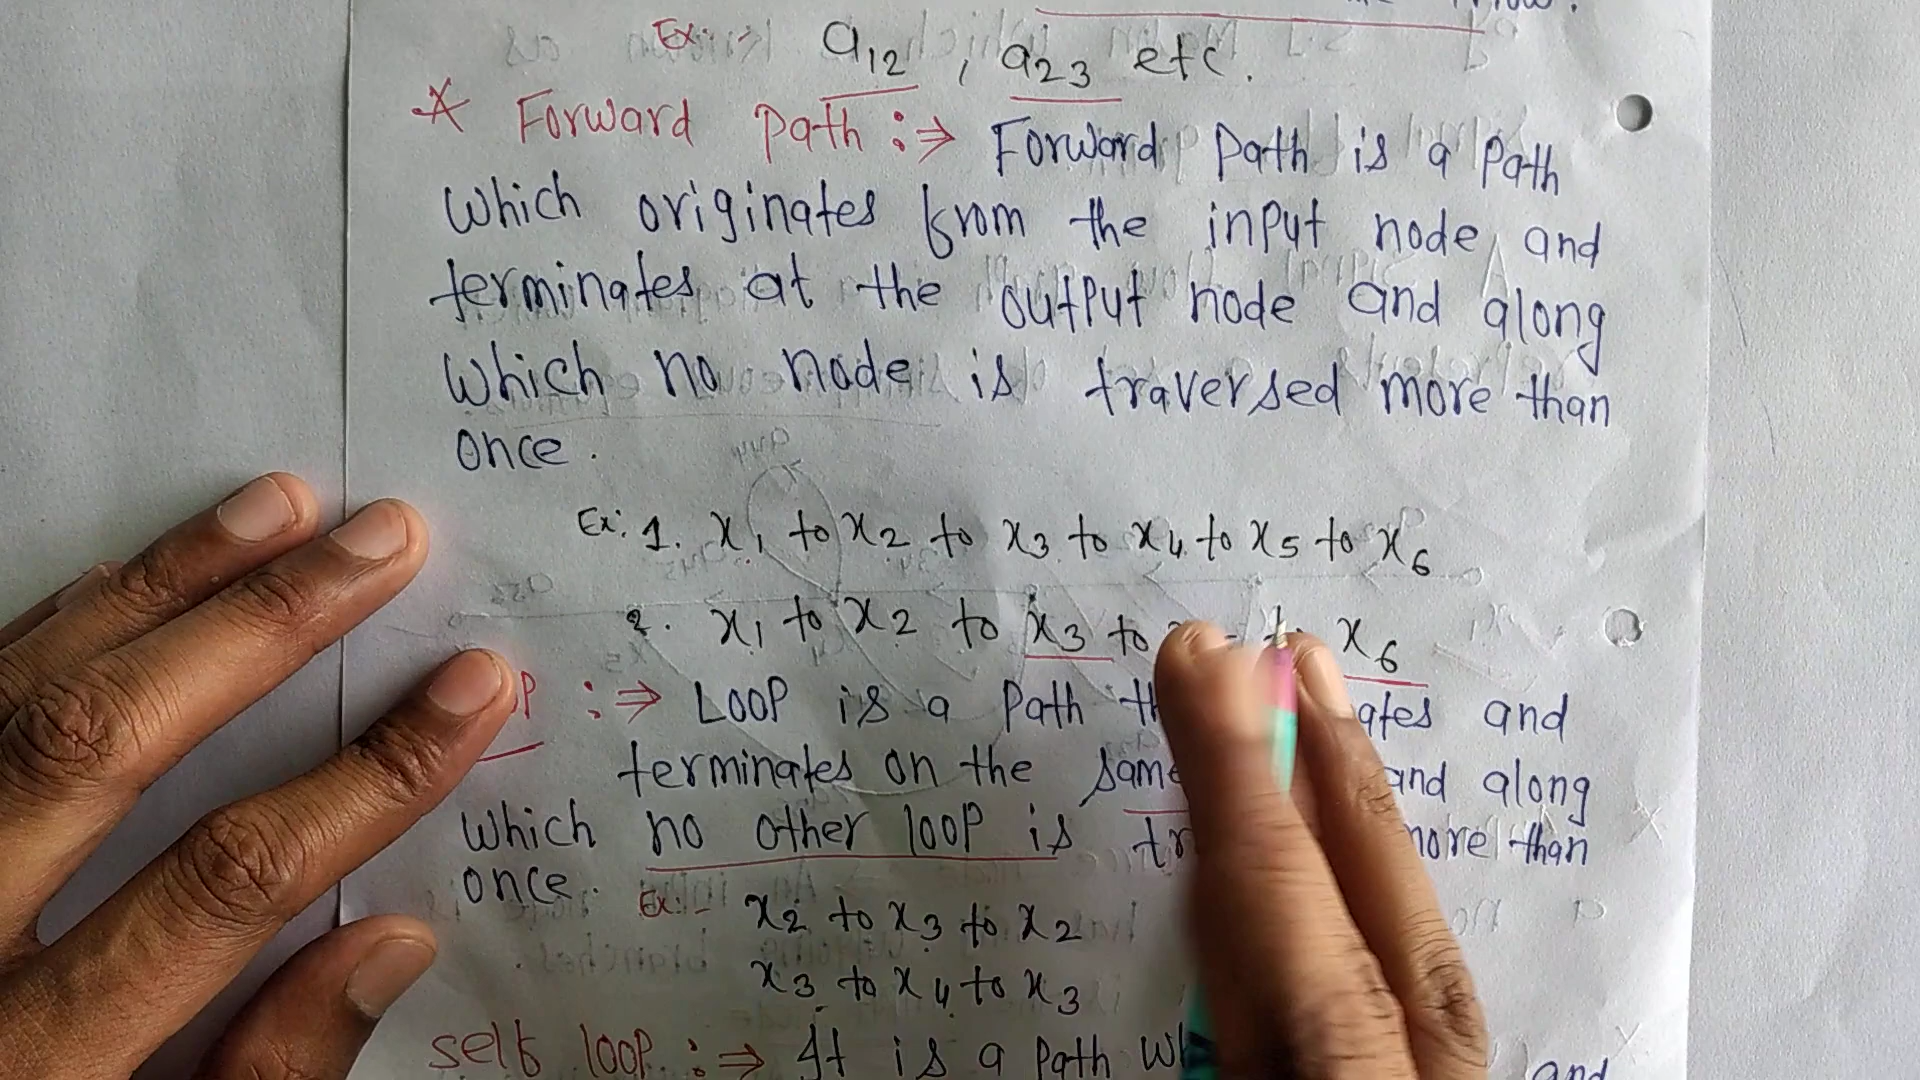 Ex:- a12, a23 etc.
* Forward Path :⇒ Forward Path is a Path
which originates from the input node and
terminates at the output node and along
which no node is traversed more than
once.
Ex: 1. x1 to x2 to x3 to x4 to x5 to x6
2. x1 to x2 to x3 to x6
:⇒ LOOP is a Path and
terminates on the same and along
which no other loop is more than
once. Ex:- x2 to x3 to x2
x3 to x4 to x3
self loop :⇒ It is a Path and